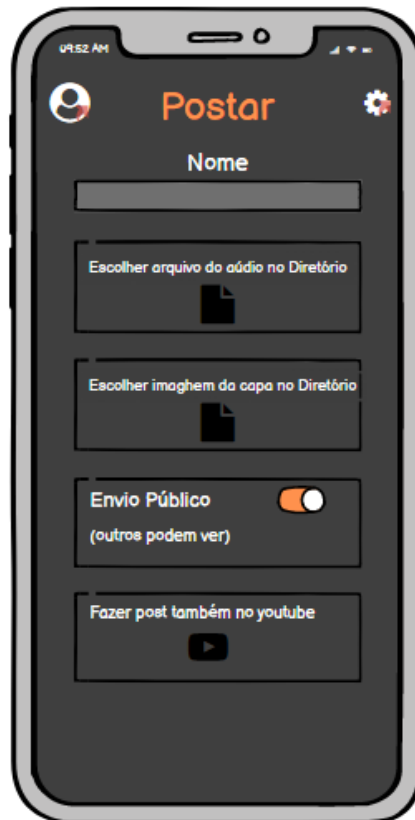 09:52 AM
Postar
Nome
Escolher arquivo do aúdio no Diretório
Escolher imaghem da capa no Diretório
Envio Público
(outros podem ver)
Fazer post também no youtube